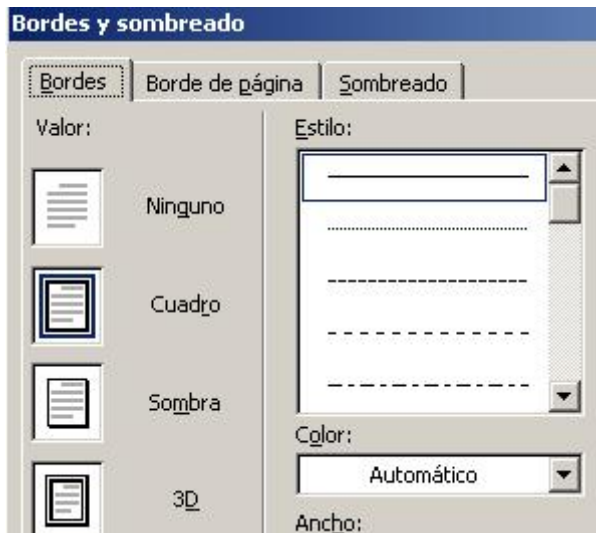 Bordes y sombreado
Bordes Borde de página Sombreado
Valor: Estilo:
Ninguno
Cuadro
Sombra
Color:
Automático
3D
Ancho: